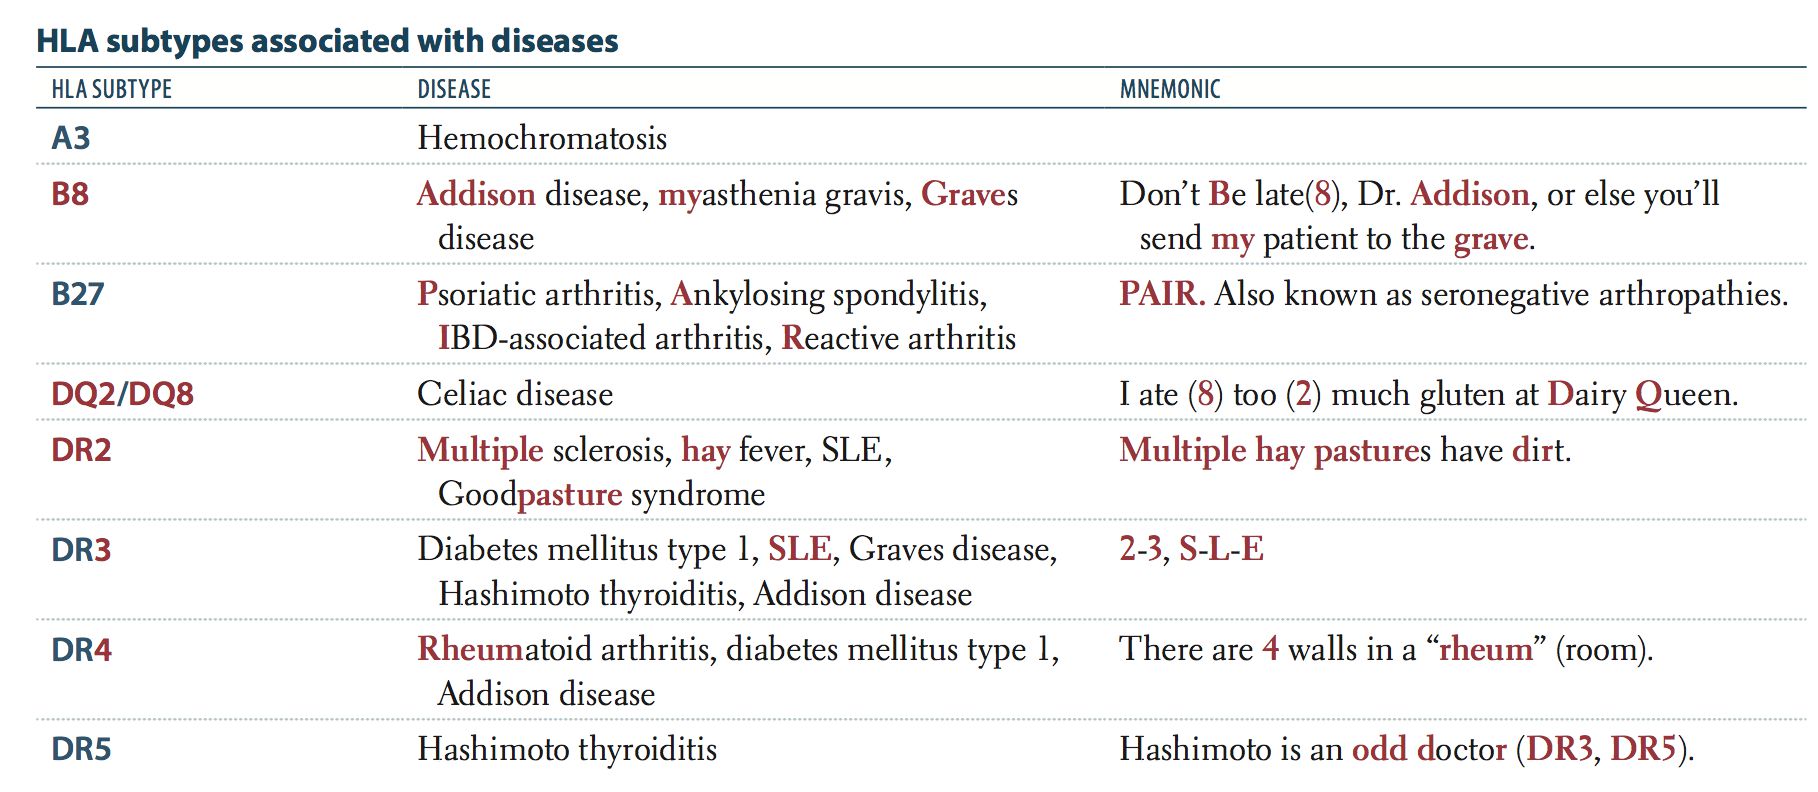 HLA subtypes associated with diseases
HLA SUBTYPE DISEASE MNEMONIC
A3 Hemochromatosis
B8 Addison disease, myasthenia gravis, Graves Don’t Be late(8), Dr. Addison, or else you’ll
disease send my patient to the grave.
B27 Psoriatic arthritis, Ankylosing spondylitis, PAIR. Also known as seronegative arthropathies.
IBD-associated arthritis, Reactive arthritis
DQ2/DQ8 Celiac disease I ate (8) too (2) much gluten at Dairy Queen.
DR2 Multiple sclerosis, hay fever, SLE, Multiple hay pastures have dirt.
Goodpasture syndrome
DR3 Diabetes mellitus type 1, SLE, Graves disease, 2-3, S-L-E
Hashimoto thyroiditis, Addison disease
DR4 Rheumatoid arthritis, diabetes mellitus type 1, There are 4 walls in a “rheum” (room).
Addison disease
DR5 Hashimoto thyroiditis Hashimoto is an odd doctor (DR3, DR5).